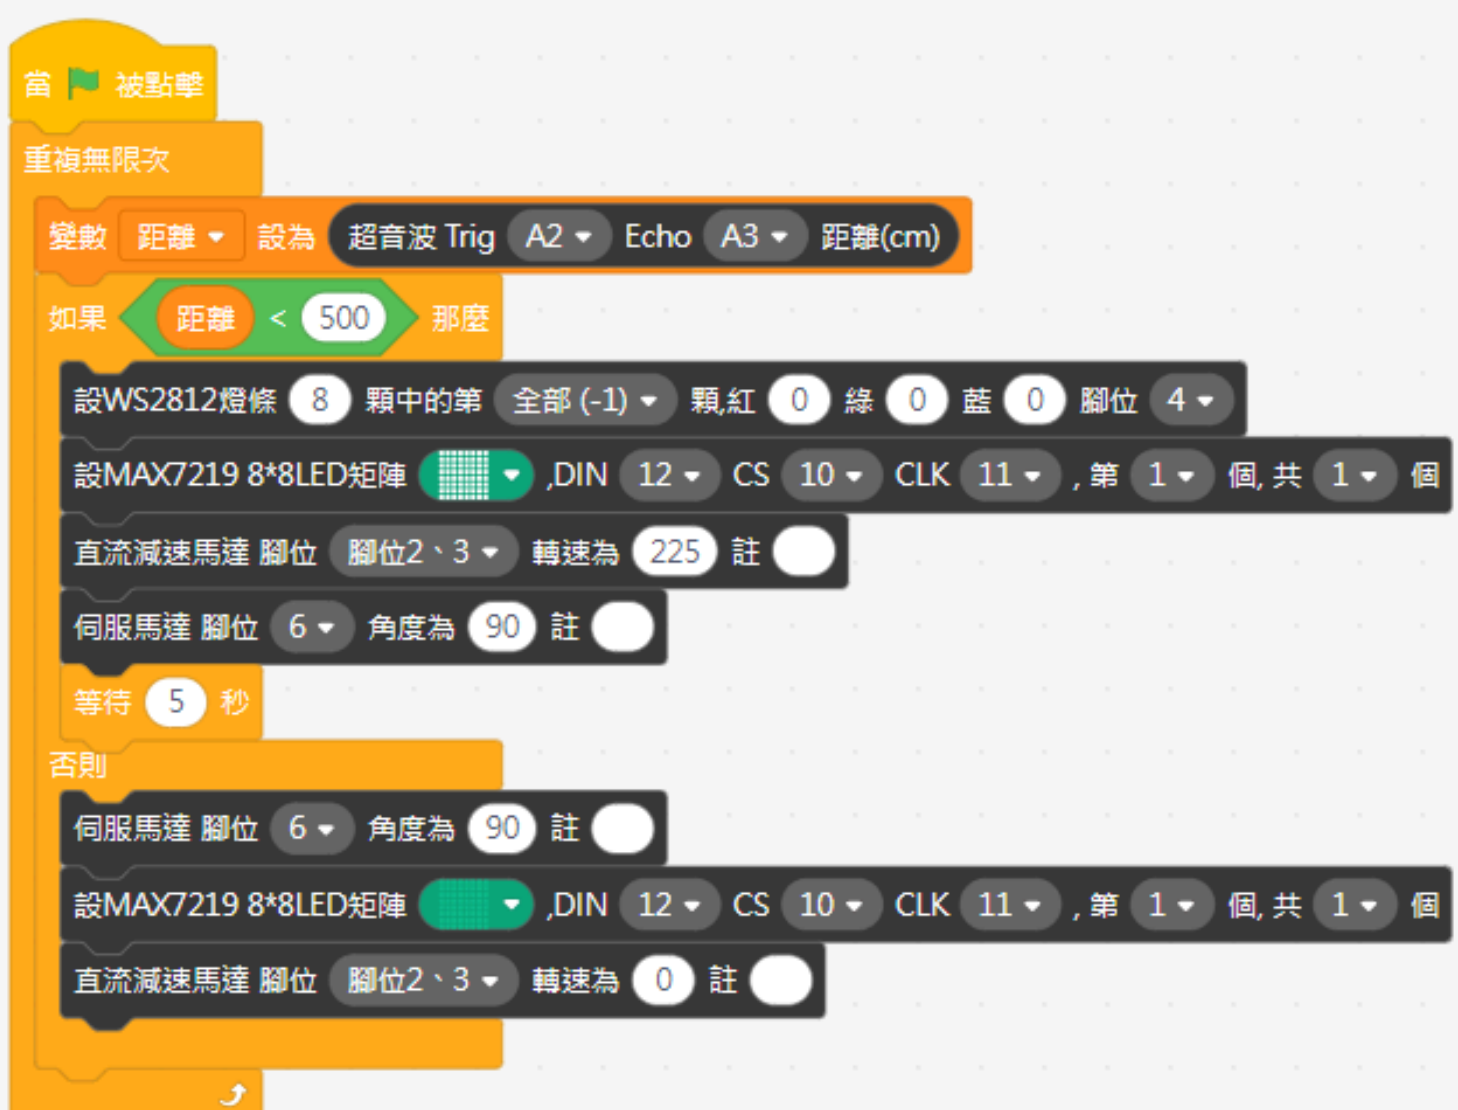 當 被點擊
重複無限次
變數 距離 設為 超音波 Trig A2 Echo A3 距離(cm)
如果 距離 < 500 那麼
設WS2812燈條 8 顆中的第 全部 (-1) 顆,紅 0 綠 0 藍 0 腳位 4
設MAX7219 8*8LED矩陣 ,DIN 12 CS 10 CLK 11 , 第 1 個, 共 1 個
直流減速馬達 腳位 腳位2、3 轉速為 225 註
伺服馬達 腳位 6 角度為 90 註
等待 5 秒
否則
伺服馬達 腳位 6 角度為 90 註
設MAX7219 8*8LED矩陣 ,DIN 12 CS 10 CLK 11 , 第 1 個, 共 1 個
直流減速馬達 腳位 腳位2、3 轉速為 0 註